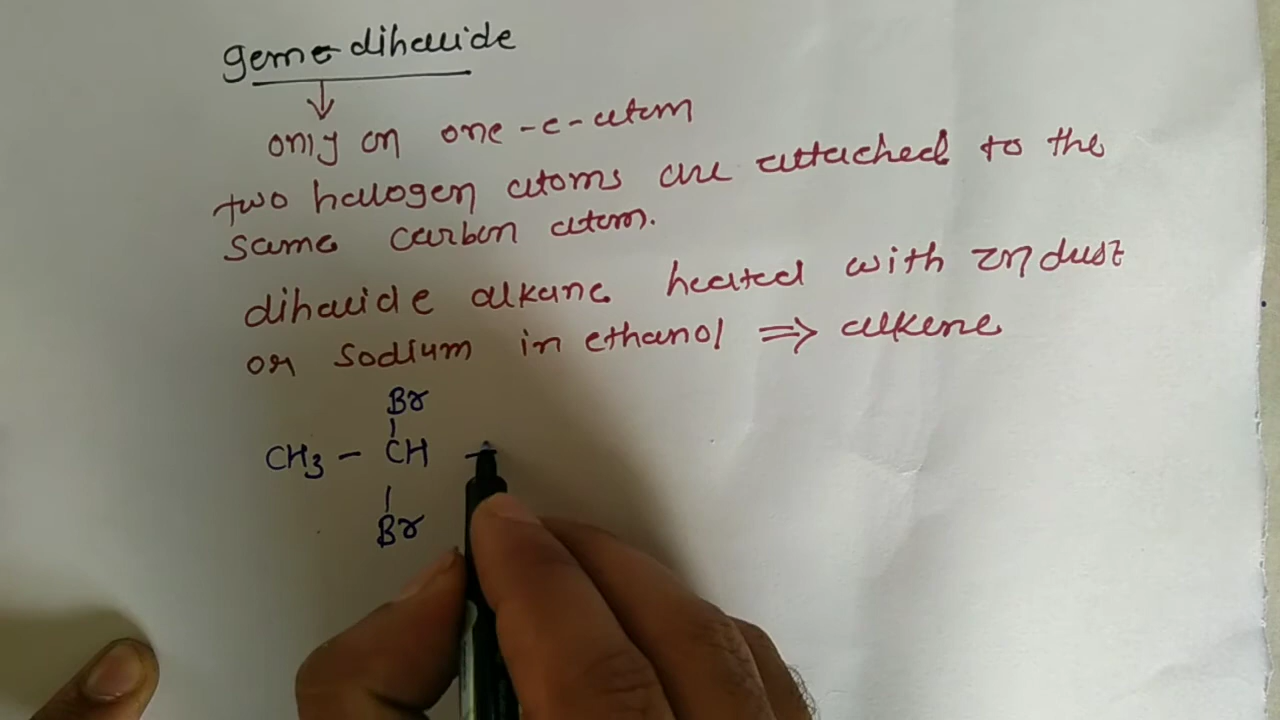 geme dihalide
only on one-c-atom
two halogen atoms are attached to the
same carbon atom.
dihalide alkane heated with zn dust
or sodium in ethanol ⇒ alkene
Br
CH3 - CH -
Br